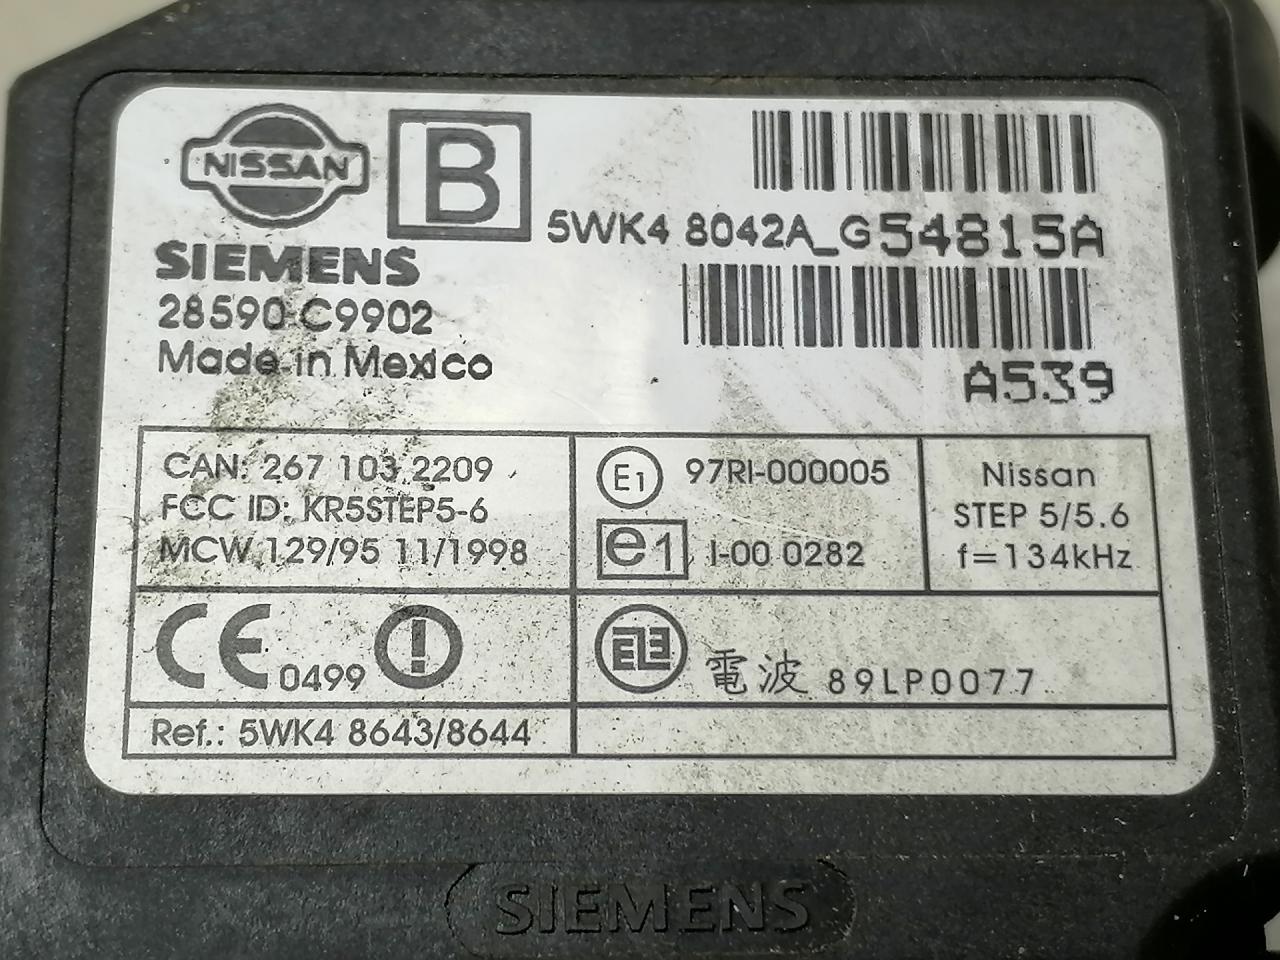 NISSAN
B
5WK4 8042A_G54815A
SIEMENS
28590-C9902
Made in Mexico
A539
CAN: 267 103 2209
FCC ID: KR5STEP5-6
MCW 129/95 11/1998
E1 97RI-000005
e1 I-00 0282
Nissan
STEP 5/5.6
f=134kHz
CE 0499 !
電波 89LP0077
Ref.: 5WK4 8643/8644
SIEMENS